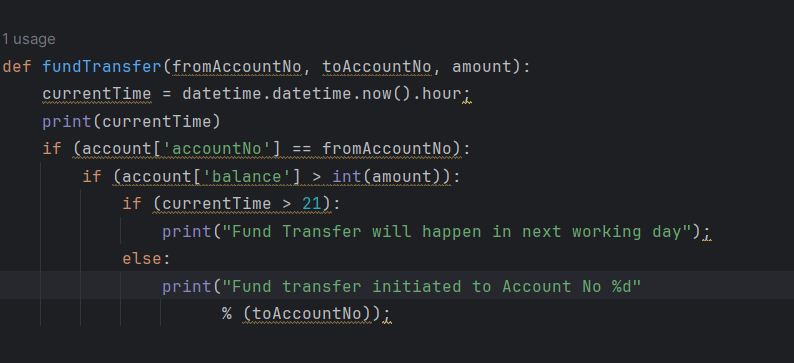 1 usage
def fundTransfer(fromAccountNo, toAccountNo, amount):
    currentTime = datetime.datetime.now().hour;
    print(currentTime)
    if (account['accountNo'] == fromAccountNo):
        if (account['balance'] > int(amount)):
            if (currentTime > 21):
                print("Fund Transfer will happen in next working day");
            else:
                print("Fund transfer initiated to Account No %d"
                      % (toAccountNo));